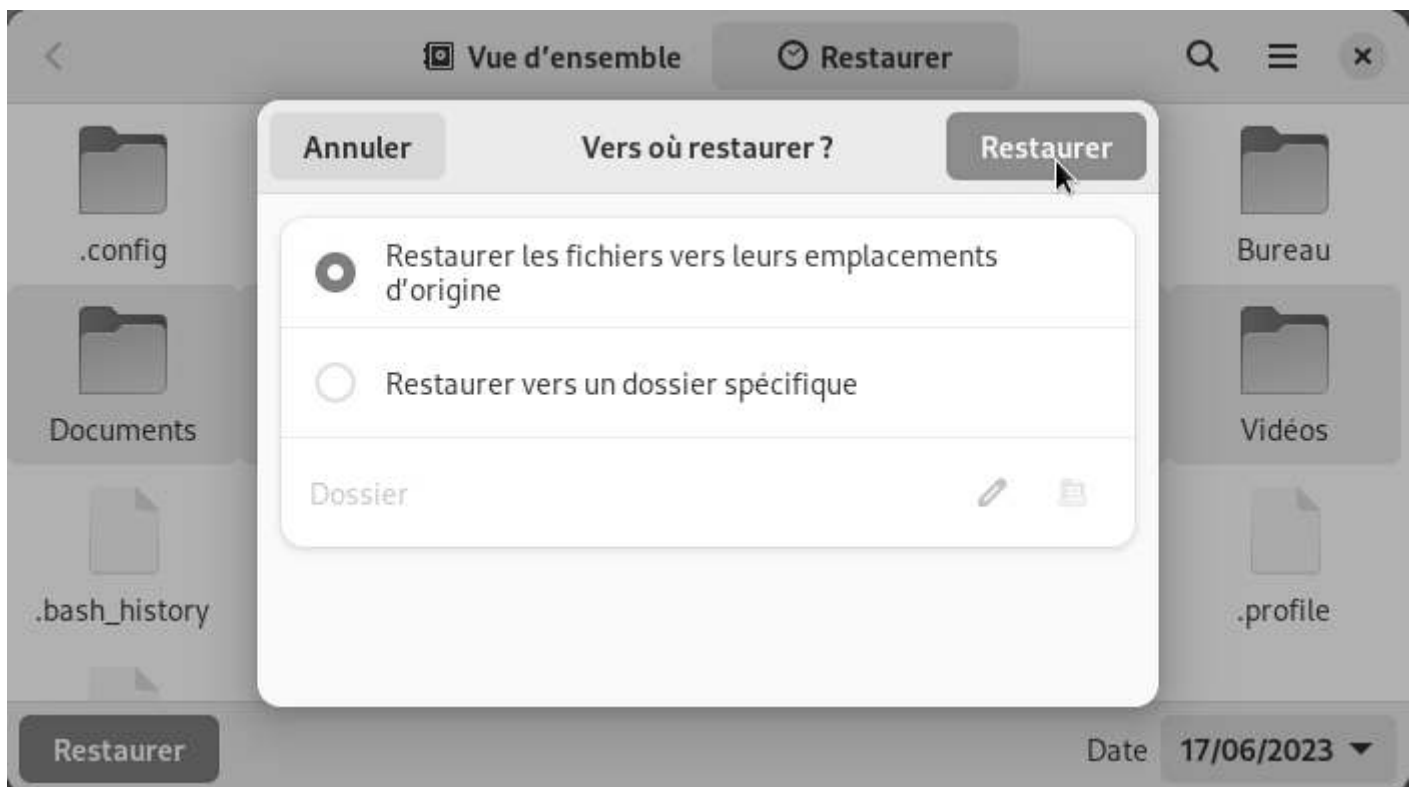 Vue d’ensemble
Restaurer
Annuler
Vers où restaurer ?
Restaurer
.config
Bureau
Restaurer les fichiers vers leurs emplacements
d’origine
Restaurer vers un dossier spécifique
Documents
Vidéos
Dossier
.bash_history
.profile
Restaurer
Date
17/06/2023